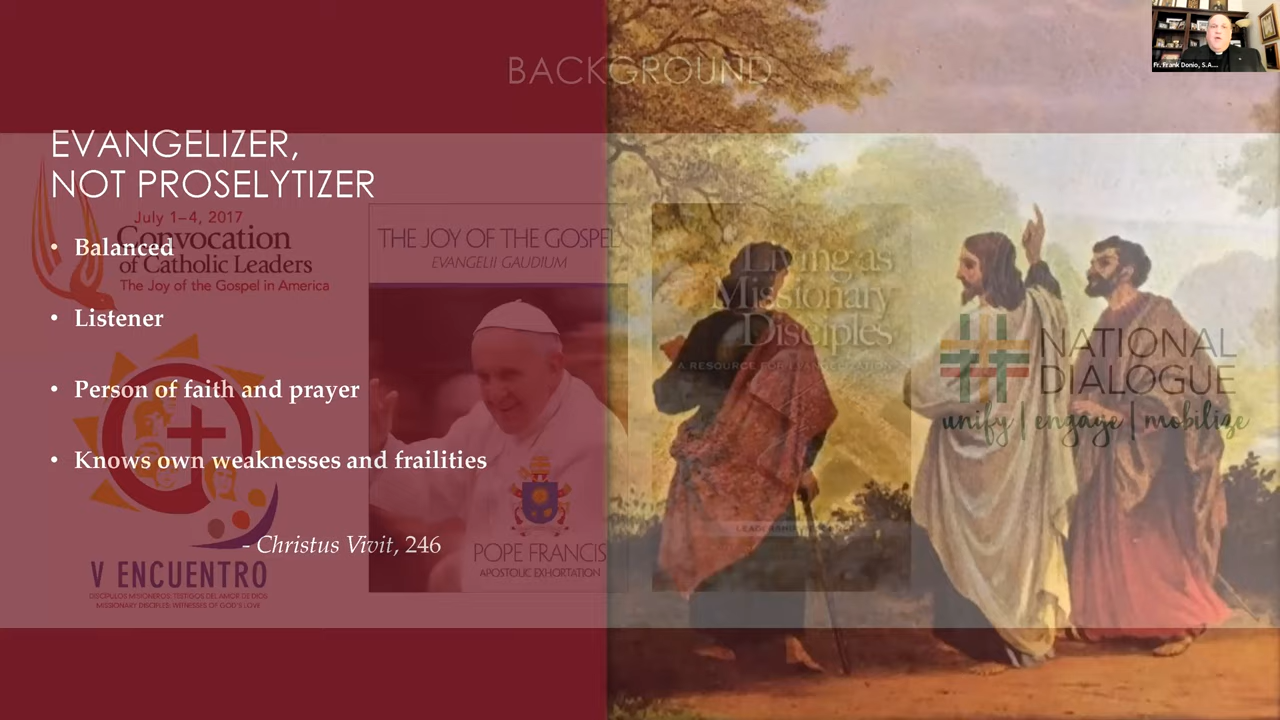 BACKGROUND
Fr. Frank Donio, S.A....
EVANGELIZER,
NOT PROSELYTIZER
• Balanced
• Listener
• Person of faith and prayer
• Knows own weaknesses and frailities
- Christus Vivit, 246
July 1–4, 2017
Convocation
of Catholic Leaders
The Joy of the Gospel in America
V ENCUENTRO
DISCÍPULOS MISIONEROS: TESTIGOS DEL AMOR DE DIOS
MISSIONARY DISCIPLES: WITNESSES OF GOD'S LOVE
THE JOY OF THE GOSPEL
EVANGELII GAUDIUM
POPE FRANCIS
APOSTOLIC EXHORTATION
Living as
Missionary
Disciples
A RESOURCE FOR EVANGELIZATION
NATIONAL
DIALOGUE
unify | engage | mobilize